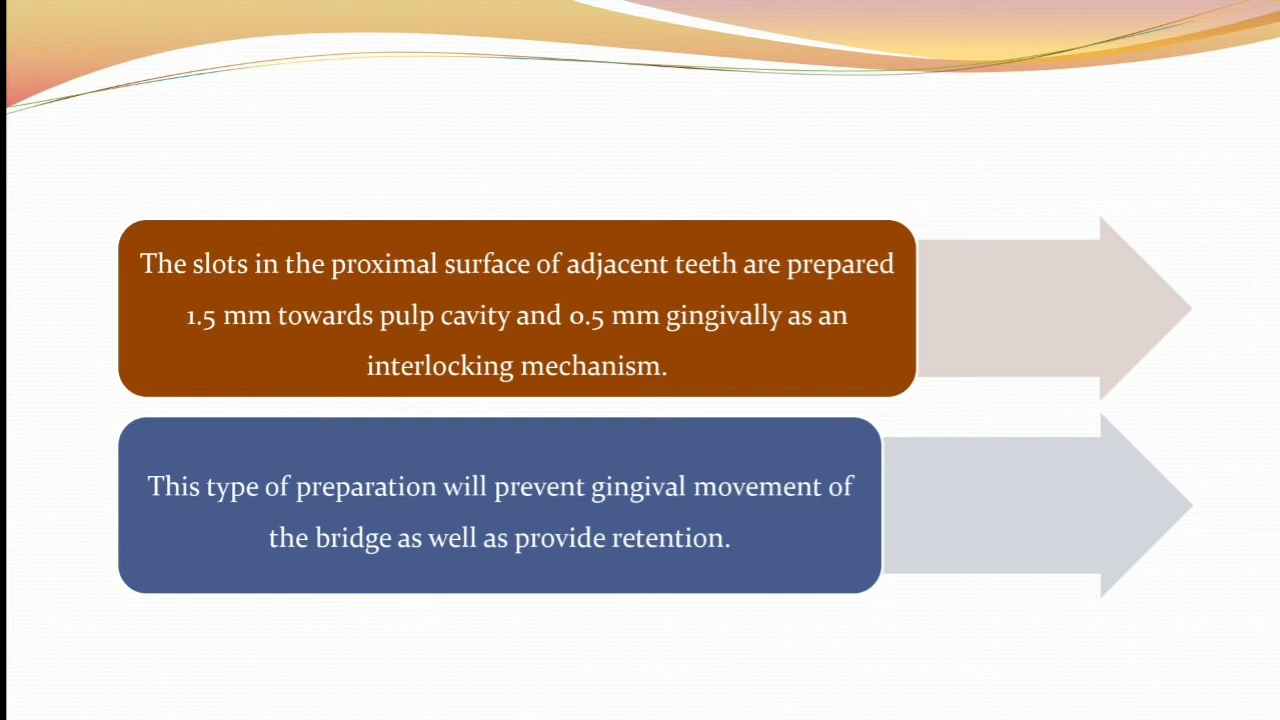 The slots in the proximal surface of adjacent teeth are prepared
1.5 mm towards pulp cavity and 0.5 mm gingivally as an
interlocking mechanism.
This type of preparation will prevent gingival movement of
the bridge as well as provide retention.